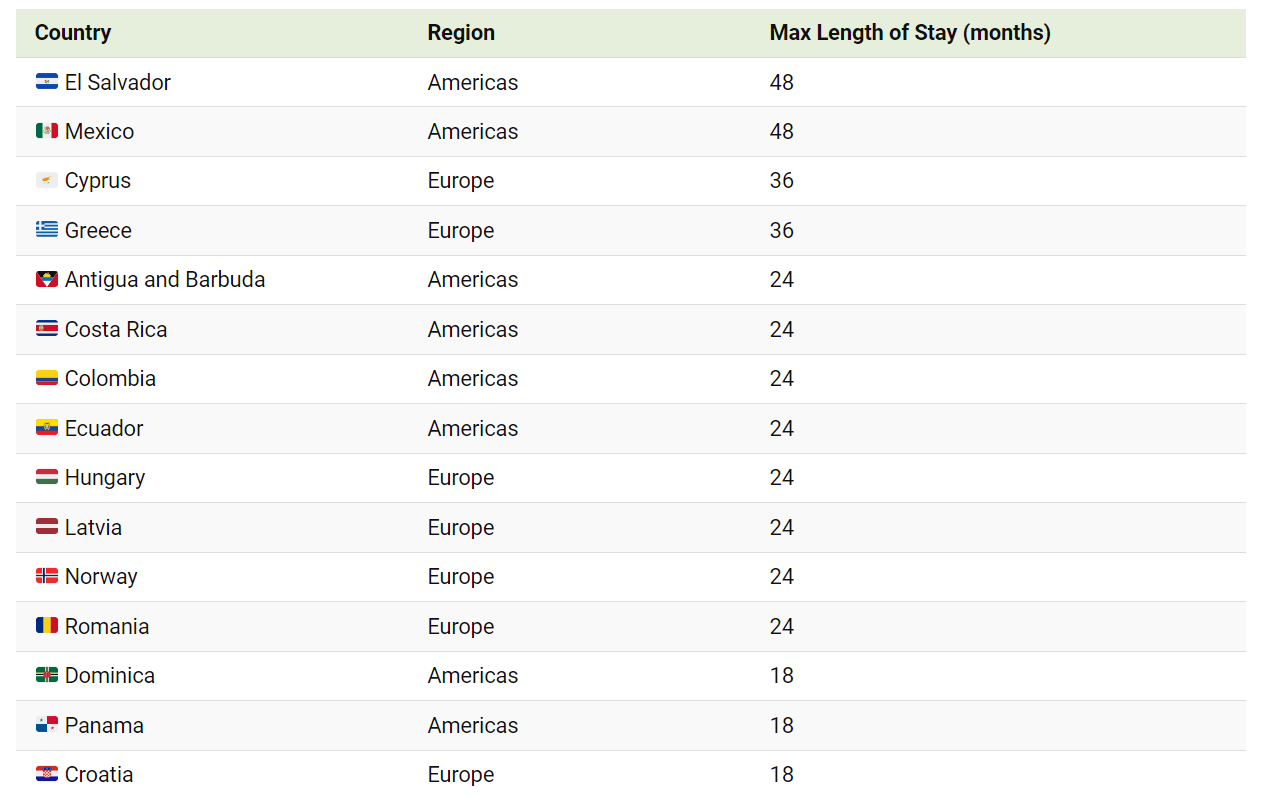 Country Region Max Length of Stay (months)
El Salvador Americas 48
Mexico Americas 48
Cyprus Europe 36
Greece Europe 36
Antigua and Barbuda Americas 24
Costa Rica Americas 24
Colombia Americas 24
Ecuador Americas 24
Hungary Europe 24
Latvia Europe 24
Norway Europe 24
Romania Europe 24
Dominica Americas 18
Panama Americas 18
Croatia Europe 18